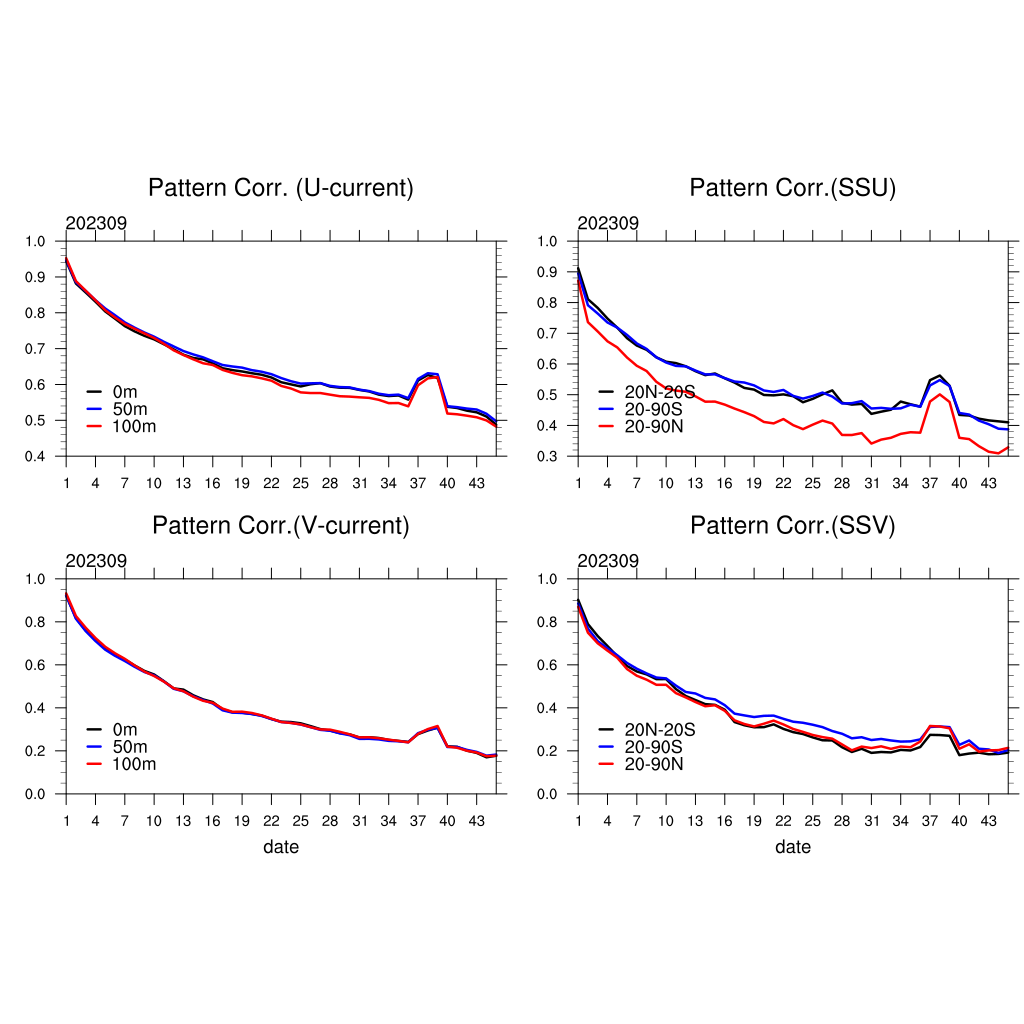 Pattern Corr. (U-current)
202309
1.0
0.9
0.8
0.7
0.6
0.5
0.4
0m
50m
100m
1 4 7 10 13 16 19 22 25 28 31 34 37 40 43
Pattern Corr.(SSU)
202309
1.0
0.9
0.8
0.7
0.6
0.5
0.4
0.3
20N-20S
20-90S
20-90N
1 4 7 10 13 16 19 22 25 28 31 34 37 40 43
Pattern Corr.(V-current)
202309
1.0
0.8
0.6
0.4
0.2
0.0
0m
50m
100m
1 4 7 10 13 16 19 22 25 28 31 34 37 40 43
date
Pattern Corr.(SSV)
202309
1.0
0.8
0.6
0.4
0.2
0.0
20N-20S
20-90S
20-90N
1 4 7 10 13 16 19 22 25 28 31 34 37 40 43
date